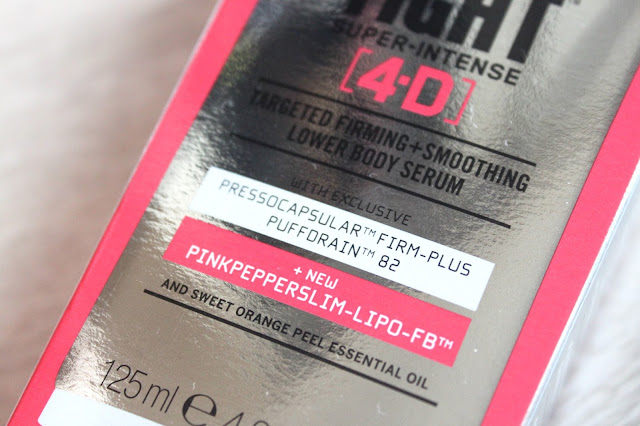 TIGHT
SUPER-INTENSE
[4·D]
TARGETED FIRMING+SMOOTHING
LOWER BODY SERUM
WITH EXCLUSIVE
PRESSOCAPSULAR™ FIRM-PLUS
PUFFDRAIN™ 82
+ NEW
PINKPEPPERSLIM-LIPO-FB™
AND SWEET ORANGE PEEL ESSENTIAL OIL
125ml e